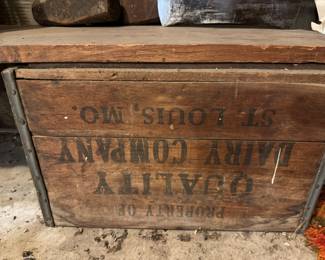 PROPERTY OF
QUALITY
DAIRY COMPANY
ST. LOUIS, MO.